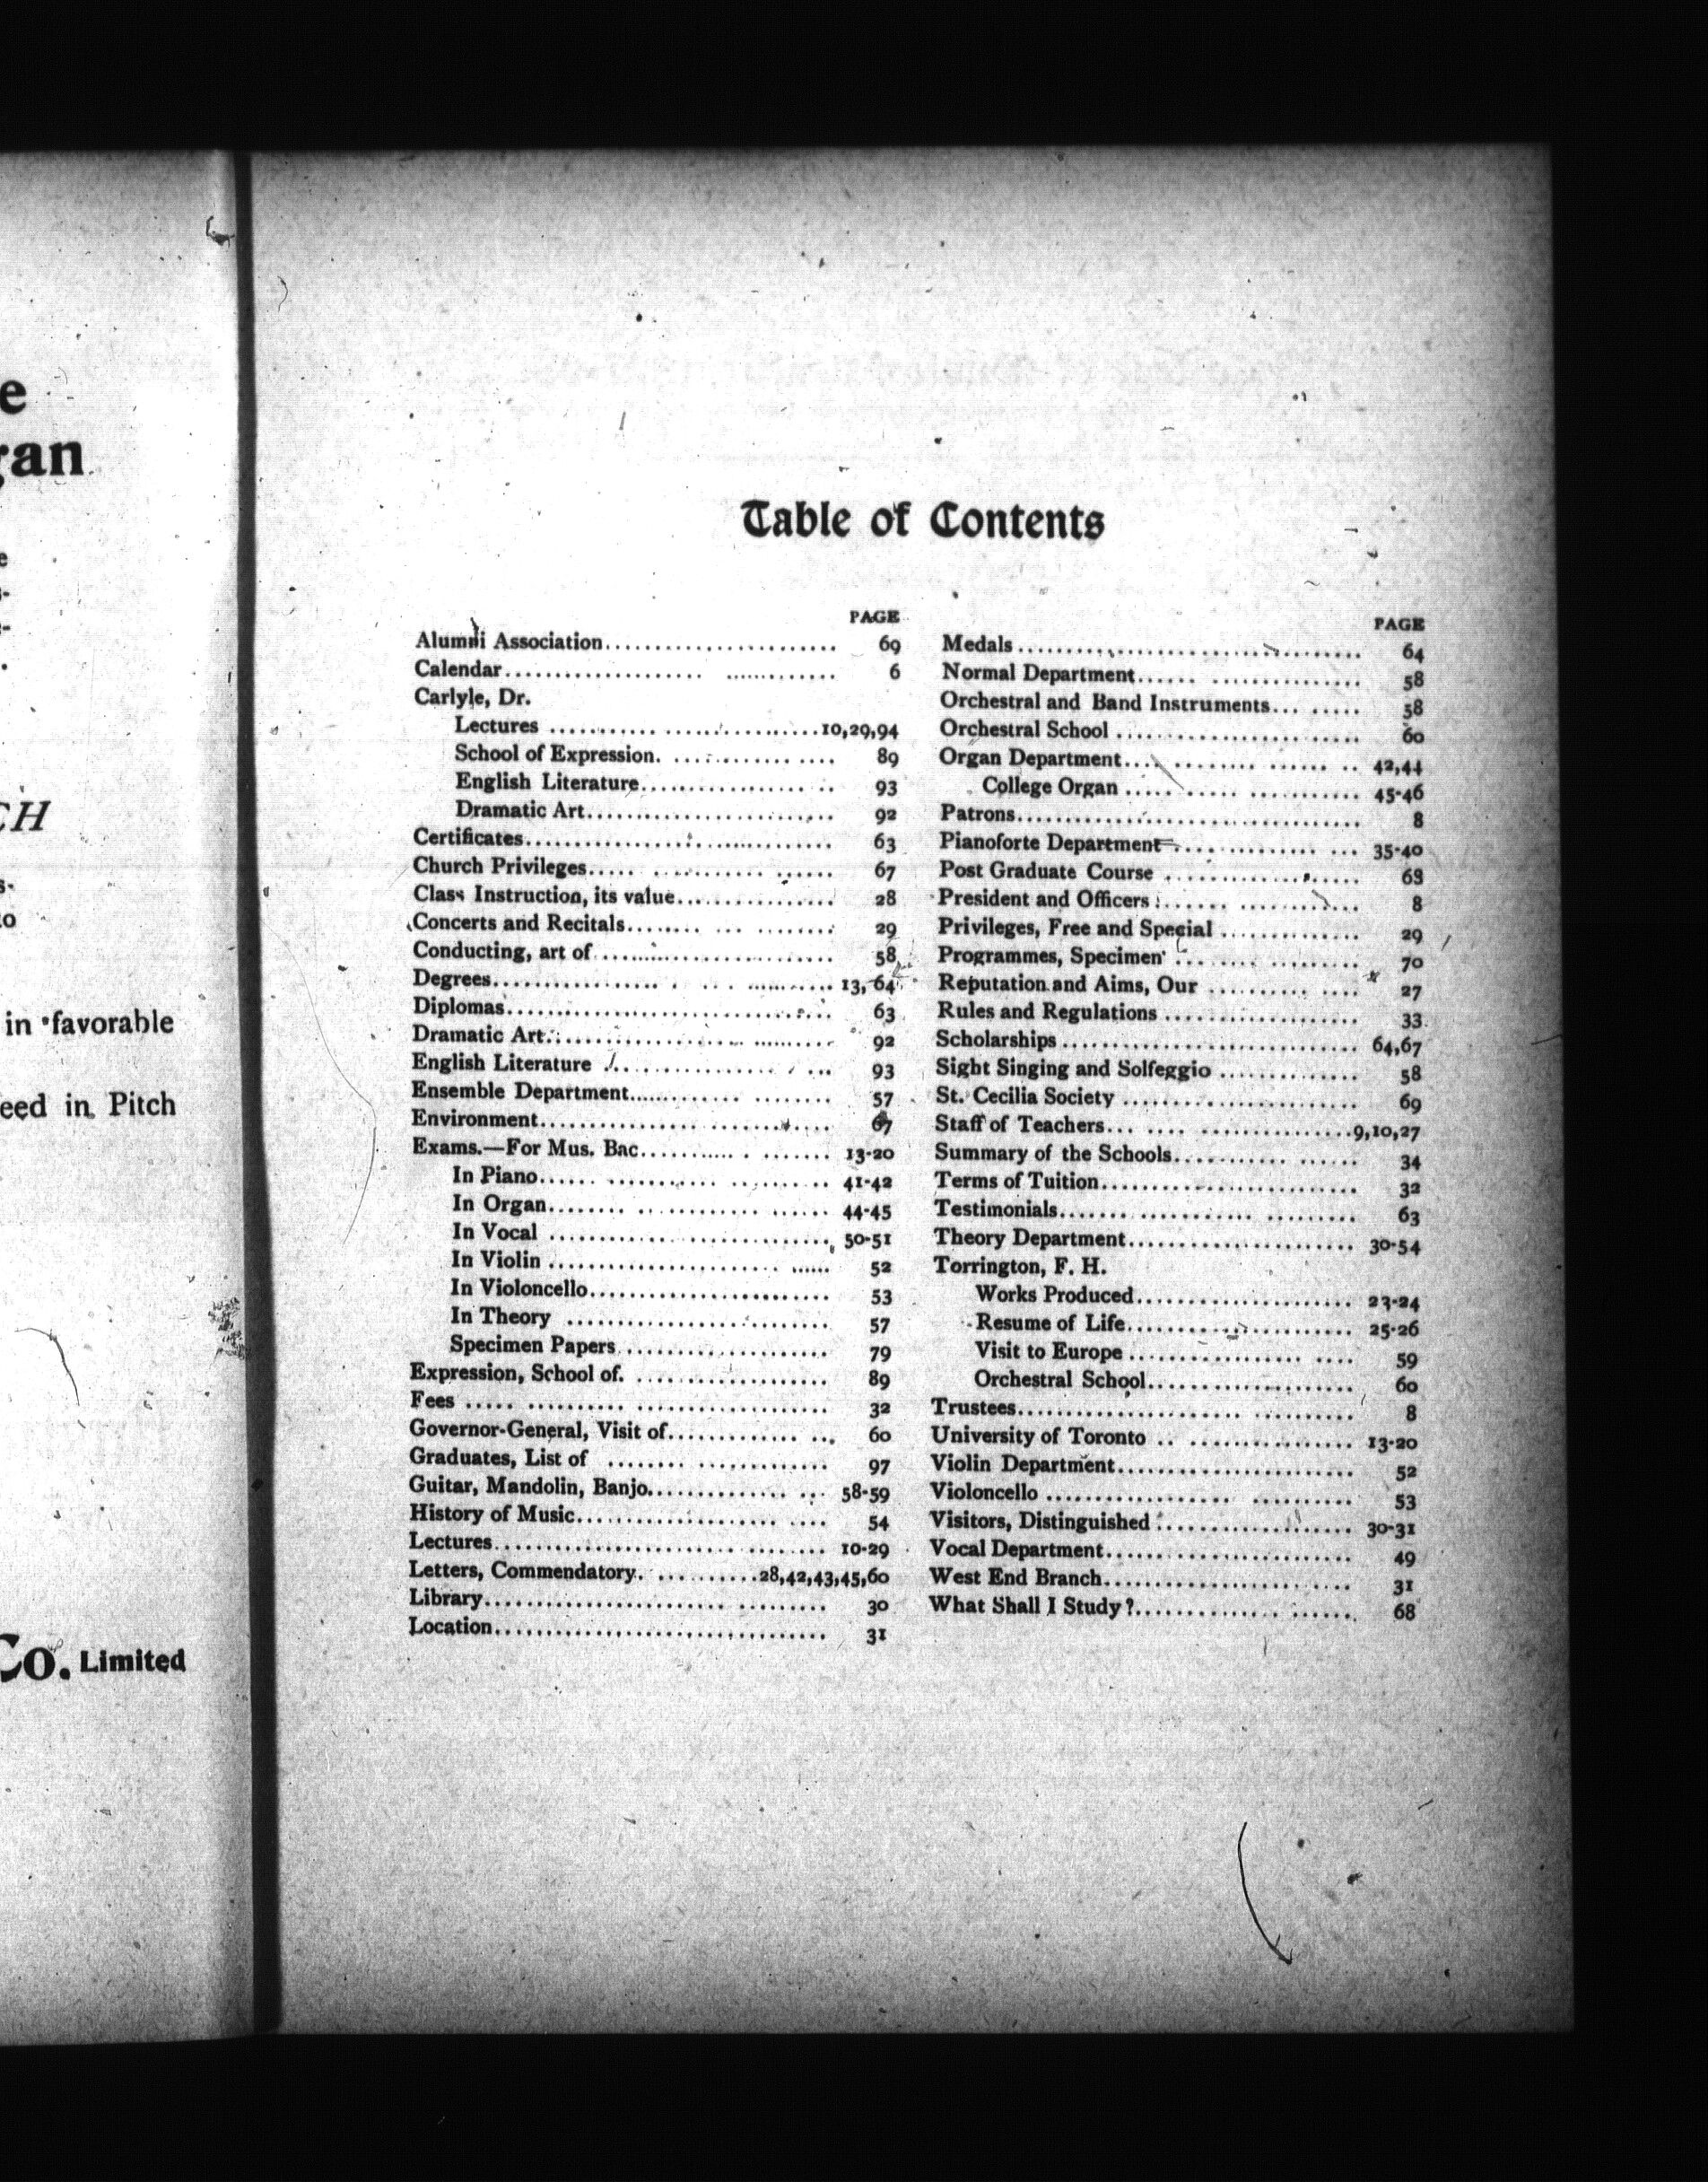 e
gan
CH
in favorable
eed in Pitch
Co. Limited
Table of Contents
PAGE
Alumni Association 69
Calendar 6
Carlyle, Dr.
Lectures 10,29,94
School of Expression. 89
English Literature 93
Dramatic Art 92
Certificates 63
Church Privileges 67
Class Instruction, its value 28
Concerts and Recitals 29
Conducting, art of 58
Degrees 13, 64
Diplomas 63
Dramatic Art 92
English Literature 93
Ensemble Department 57
Environment 67
Exams.—For Mus. Bac. 13-20
In Piano 41-42
In Organ 44-45
In Vocal 50-51
In Violin 52
In Violoncello 53
In Theory 57
Specimen Papers 79
Expression, School of. 89
Fees 32
Governor-General, Visit of 60
Graduates, List of 97
Guitar, Mandolin, Banjo 58-59
History of Music 54
Lectures 10-29
Letters, Commendatory 28,42,43,45,60
Library 30
Location 31
PAGE
Medals 64
Normal Department 58
Orchestral and Band Instruments 58
Orchestral School 60
Organ Department 42,44
College Organ 45-46
Patrons 8
Pianoforte Department 35-40
Post Graduate Course 63
President and Officers 8
Privileges, Free and Special 29
Programmes, Specimen 70
Reputation and Aims, Our 27
Rules and Regulations 33
Scholarships 64,67
Sight Singing and Solfeggio 58
St. Cecilia Society 69
Staff of Teachers 9,10,27
Summary of the Schools 34
Terms of Tuition 32
Testimonials 63
Theory Department 30-54
Torrington, F. H.
Works Produced 23-24
Resume of Life 25-26
Visit to Europe 59
Orchestral School 60
Trustees 8
University of Toronto 13-20
Violin Department 52
Violoncello 53
Visitors, Distinguished 30-31
Vocal Department 49
West End Branch 31
What Shall I Study? 68